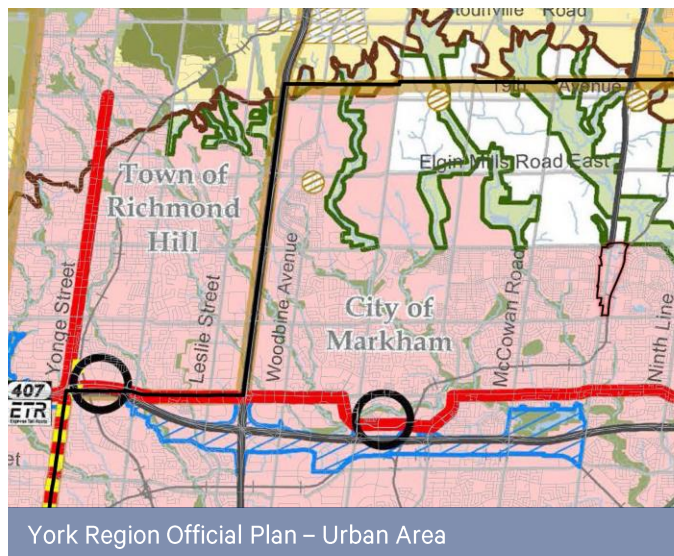 Stouffville Road
19th Avenue
Elgin Mills Road East
Town of
Richmond
Hill
City of
Markham
Yonge Street
Leslie Street
Woodbine Avenue
McCowan Road
Ninth Line
407
ETR
York Region Official Plan – Urban Area